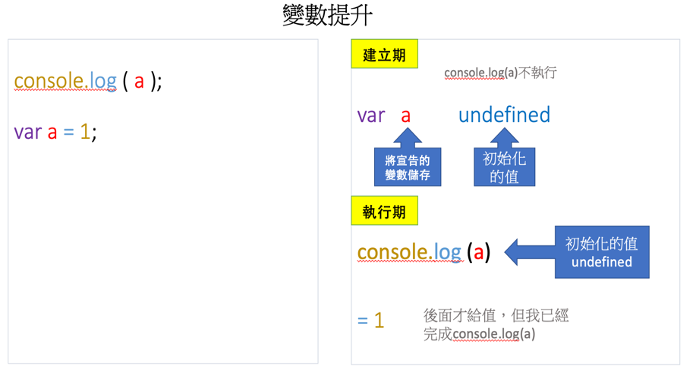 變數提升
console.log ( a );
var a = 1;
建立期
console.log(a)不執行
var a undefined
將宣告的
變數儲存
初始化
的值
執行期
console.log (a)
初始化的值
undefined
= 1
後面才給值，但我已經
完成console.log(a)